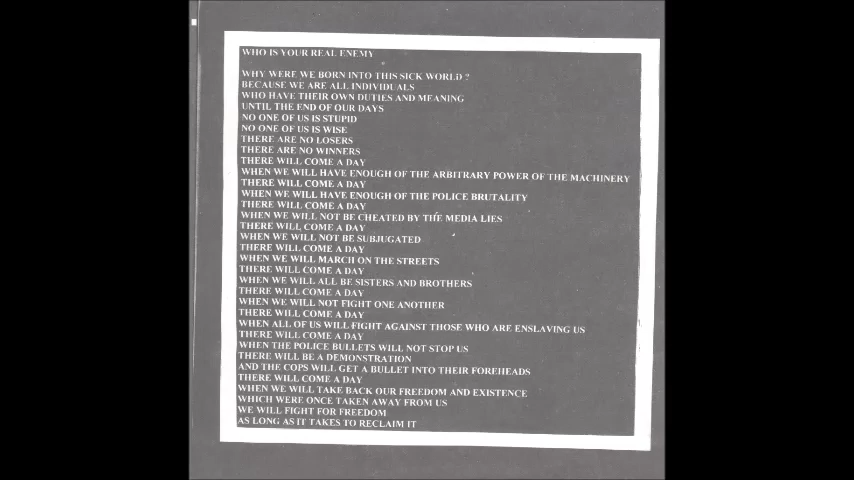 WHO IS YOUR REAL ENEMY
WHY WERE WE BORN INTO THIS SICK WORLD ?
BECAUSE WE ARE ALL INDIVIDUALS
WHO HAVE THEIR OWN DUTIES AND MEANING
UNTIL THE END OF OUR DAYS
NO ONE OF US IS STUPID
NO ONE OF US IS WISE
THERE ARE NO LOSERS
THERE ARE NO WINNERS
THERE WILL COME A DAY
WHEN WE WILL HAVE ENOUGH OF THE ARBITRARY POWER OF THE MACHINERY
THERE WILL COME A DAY
WHEN WE WILL HAVE ENOUGH OF THE POLICE BRUTALITY
THERE WILL COME A DAY
WHEN WE WILL NOT BE CHEATED BY THE MEDIA LIES
THERE WILL COME A DAY
WHEN WE WILL NOT BE SUBJUGATED
THERE WILL COME A DAY
WHEN WE WILL MARCH ON THE STREETS
THERE WILL COME A DAY
WHEN WE WILL ALL BE SISTERS AND BROTHERS
THERE WILL COME A DAY
WHEN WE WILL NOT FIGHT ONE ANOTHER
THERE WILL COME A DAY
WHEN ALL OF US WILL FIGHT AGAINST THOSE WHO ARE ENSLAVING US
THERE WILL COME A DAY
WHEN THE POLICE BULLETS WILL NOT STOP US
THERE WILL BE A DEMONSTRATION
AND THE COPS WILL GET A BULLET INTO THEIR FOREHEADS
THERE WILL COME A DAY
WHEN WE WILL TAKE BACK OUR FREEDOM AND EXISTENCE
WHICH WERE ONCE TAKEN AWAY FROM US
WE WILL FIGHT FOR FREEDOM
AS LONG AS IT TAKES TO RECLAIM IT